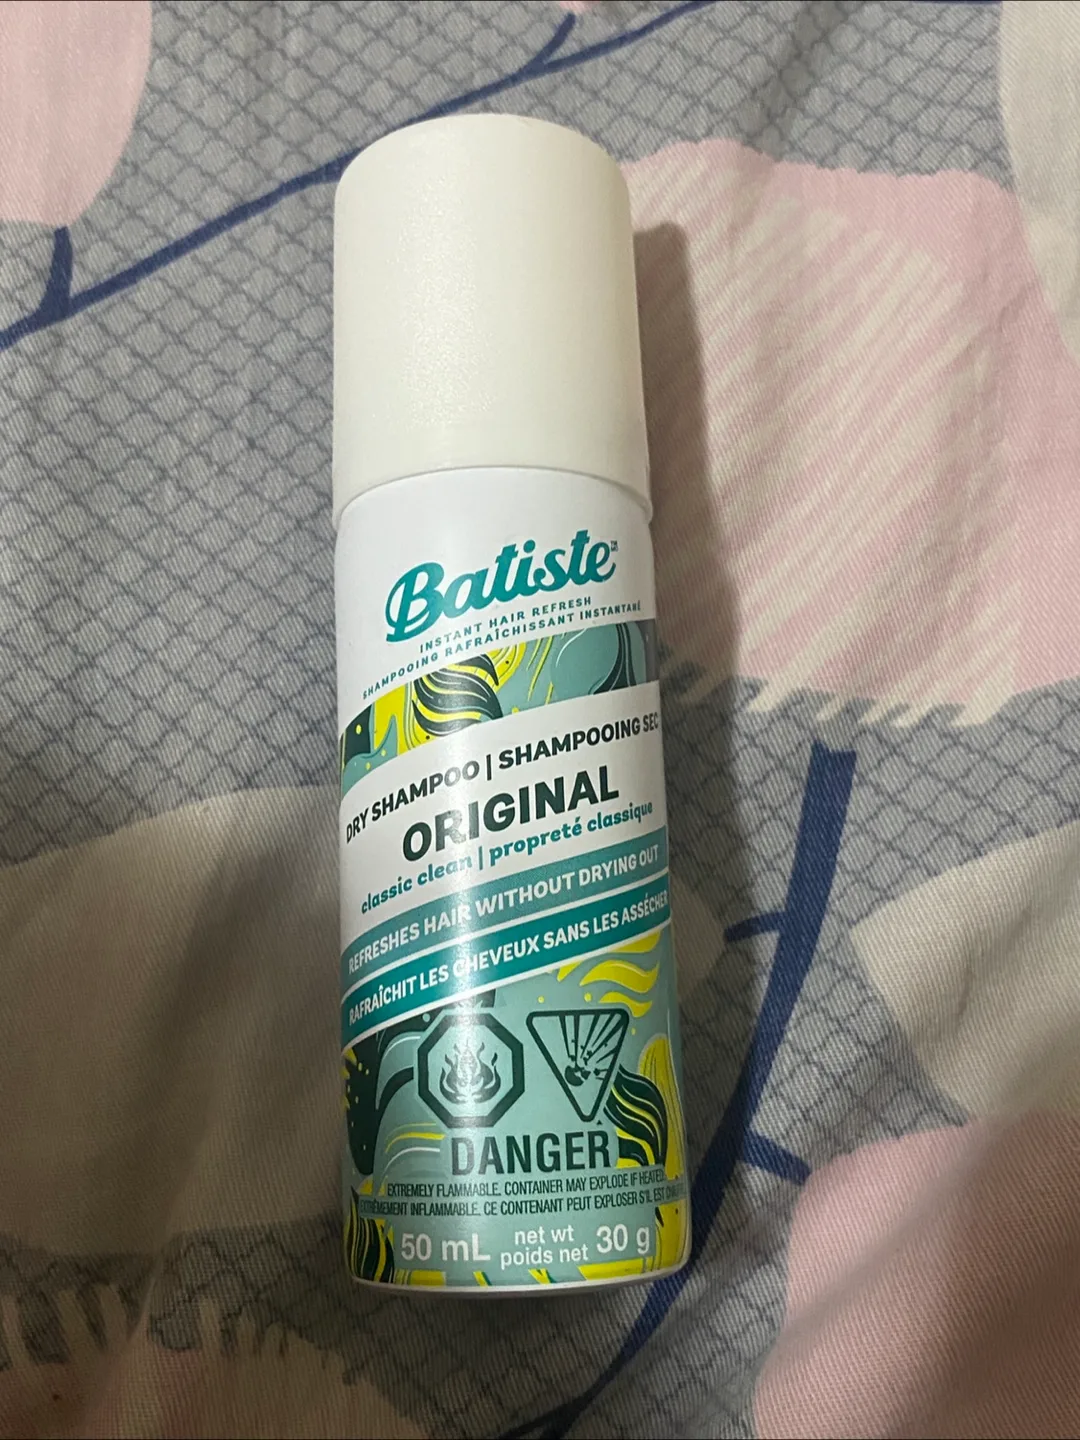 Batiste™
INSTANT HAIR REFRESH
SHAMPOOING RAFRAÎCHISSANT INSTANTANÉ
DRY SHAMPOO | SHAMPOOING SEC
ORIGINAL
classic clean | propreté classique
REFRESHES HAIR WITHOUT DRYING OUT
RAFRAÎCHIT LES CHEVEUX SANS LES ASSÉCHER
DANGER
EXTREMELY FLAMMABLE. CONTAINER MAY EXPLODE IF HEATED.
EXTRÊMEMENT INFLAMMABLE. CE CONTENANT PEUT EXPLOSER S'IL EST
50 mL net wt 30 g
poids net